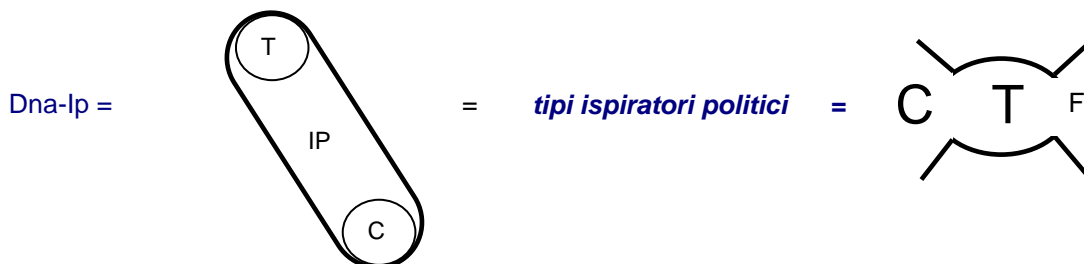 T
Dna-Ip = = tipi ispiratori politici = C T F
IP
C